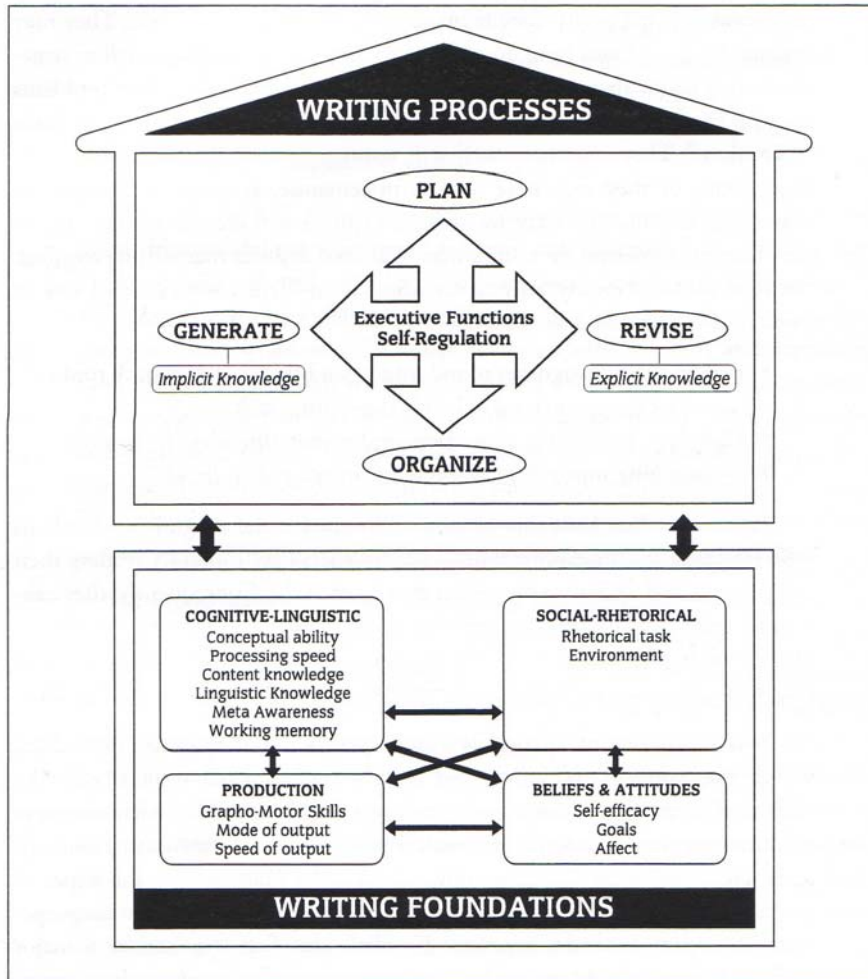 WRITING PROCESSES
PLAN
GENERATE
Implicit Knowledge
Executive Functions
Self-Regulation
REVISE
Explicit Knowledge
ORGANIZE
COGNITIVE-LINGUISTIC
Conceptual ability
Processing speed
Content knowledge
Linguistic Knowledge
Meta Awareness
Working memory
SOCIAL-RHETORICAL
Rhetorical task
Environment
PRODUCTION
Grapho-Motor Skills
Mode of output
Speed of output
BELIEFS & ATTITUDES
Self-efficacy
Goals
Affect
WRITING FOUNDATIONS